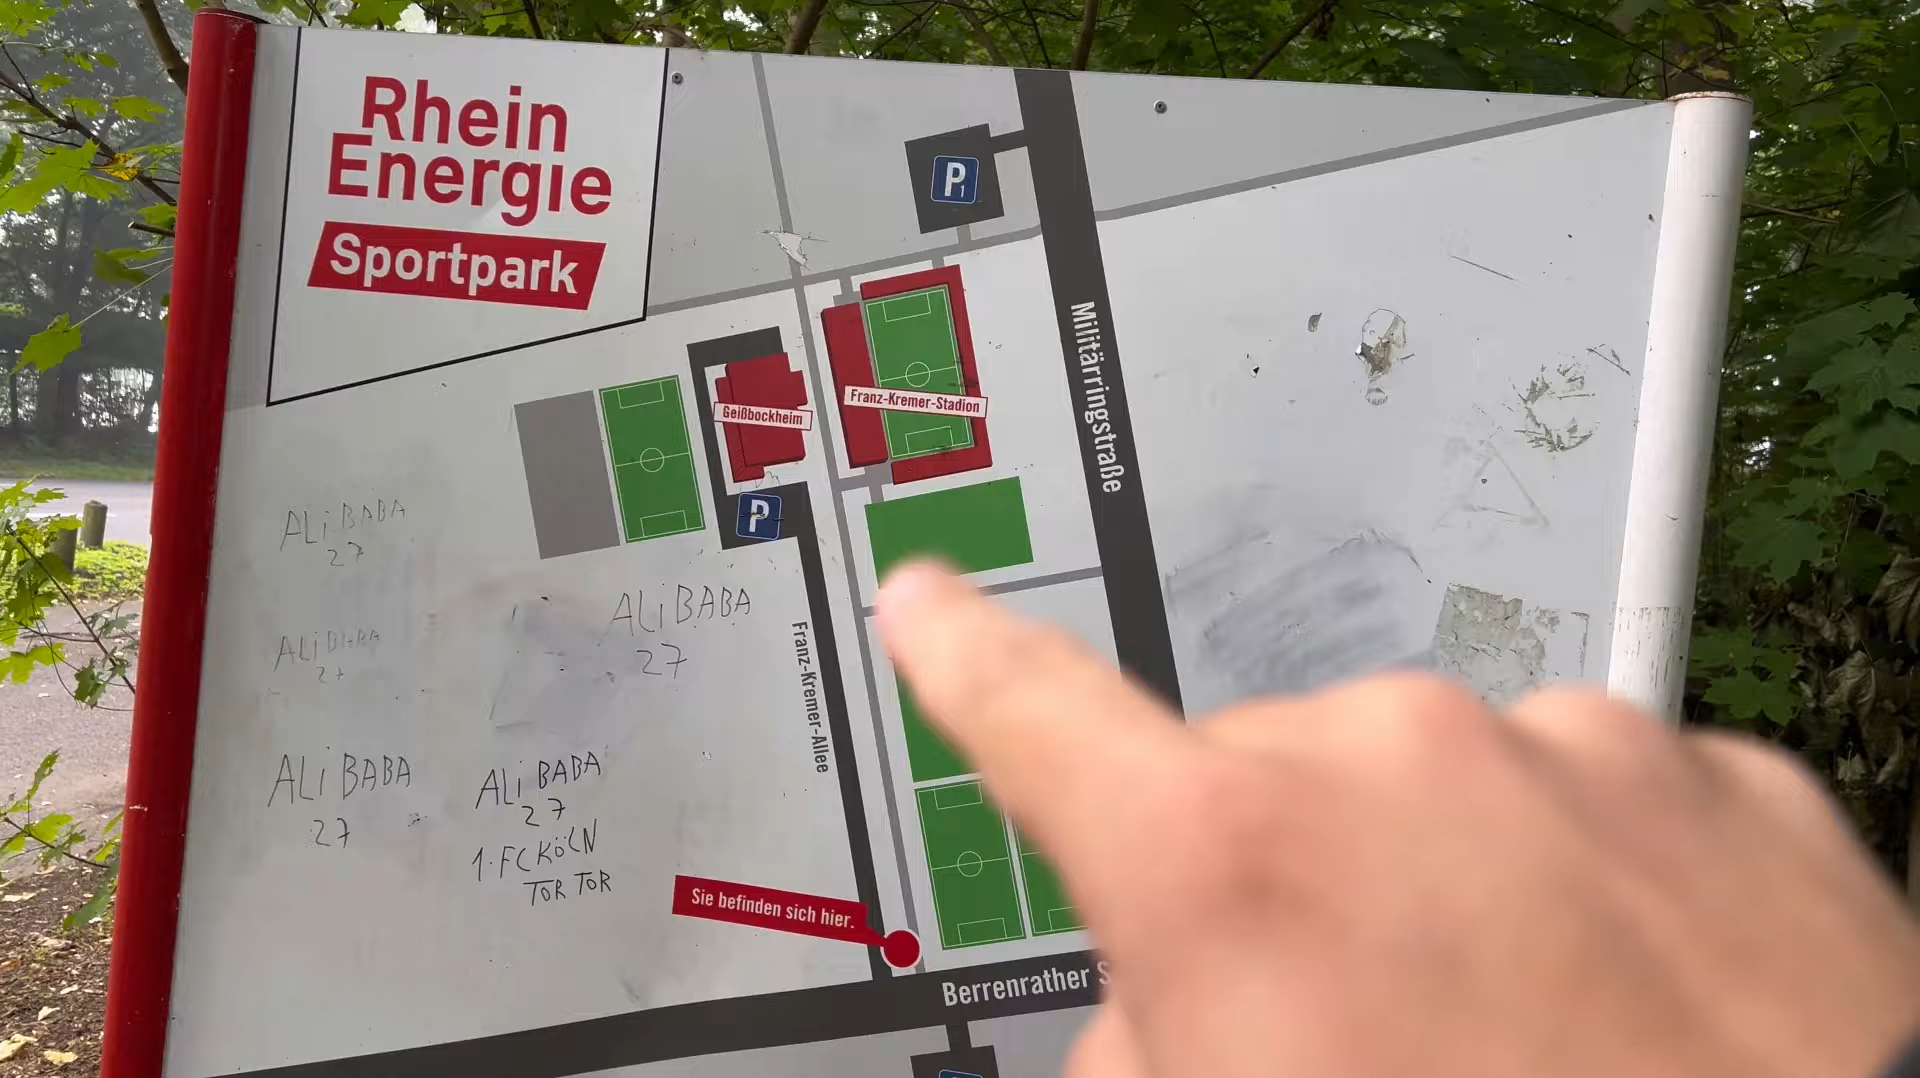 Rhein
Energie
Sportpark
P1
Militärringstraße
Franz-Kremer-Stadion
Geißbockheim
P
ALi BABA
27
ALi BABA
27
ALi BABA
27
Franz-Kremer-Allee
ALi BABA
27
ALi BABA
27
1.FC KöLN
TOR TOR
Sie befinden sich hier.
Berrenrather